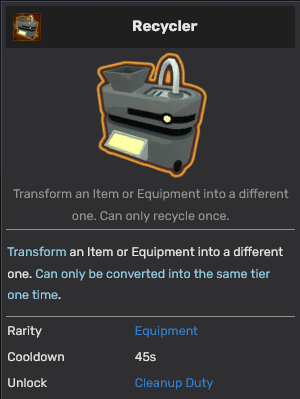 Recycler
Transform an Item or Equipment into a different
one. Can only recycle once.
Transform an Item or Equipment into a different
one. Can only be converted into the same tier
one time.
Rarity Equipment
Cooldown 45s
Unlock Cleanup Duty